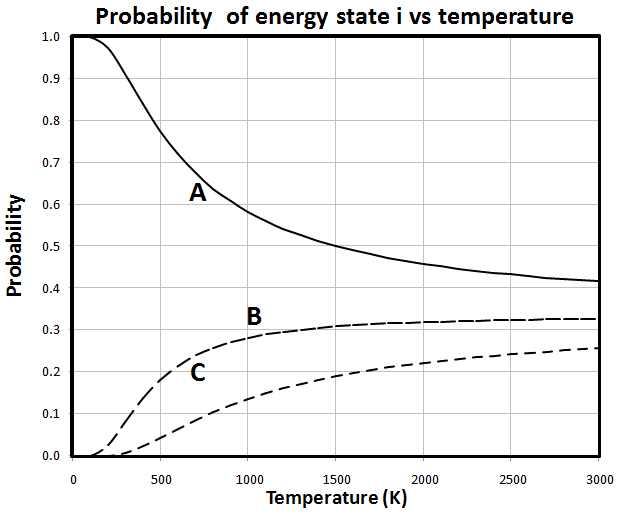 Probability of energy state i vs temperature
1.0
0.9
0.8
0.7
0.6
0.5
0.4
0.3
0.2
0.1
0.0
Probability
A
B
C
0 500 1000 1500 2000 2500 3000
Temperature (K)